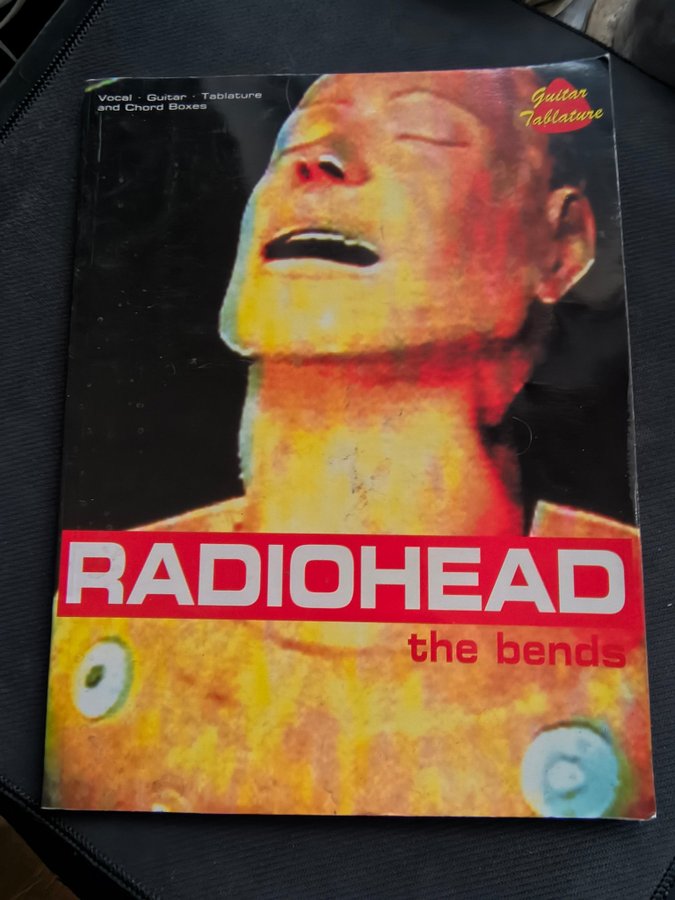 Vocal · Guitar · Tablature
and Chord Boxes
Guitar
Tablature
RADIOHEAD
the bends